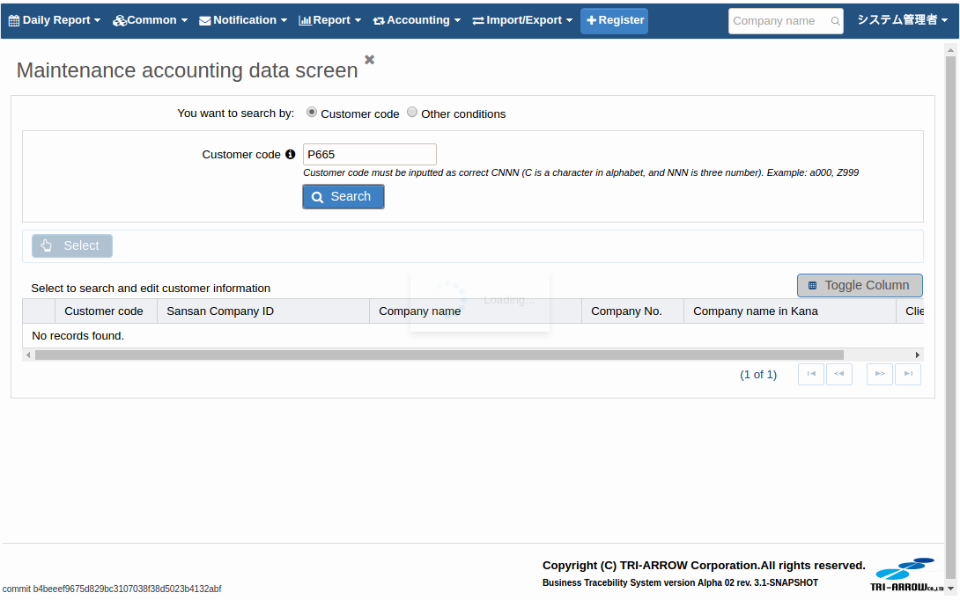 Daily Report Common Notification Report Accounting Import/Export Register Company name システム管理者
Maintenance accounting data screen
You want to search by: Customer code Other conditions
Customer code P665
Customer code must be inputted as correct CNNN (C is a character in alphabet, and NNN is three number). Example: a000, Z999
Search
Select
Loading...
Select to search and edit customer information
Toggle Column
Customer code Sansan Company ID Company name Company No. Company name in Kana Clie
No records found.
(1 of 1)
Copyright (C) TRI-ARROW Corporation.All rights reserved.
Business Tracebility System version Alpha 02 rev. 3.1-SNAPSHOT
TRI-ARROW CO.,LTD
commit b4beeef9675d829bc3107038f38d5023b4132abf